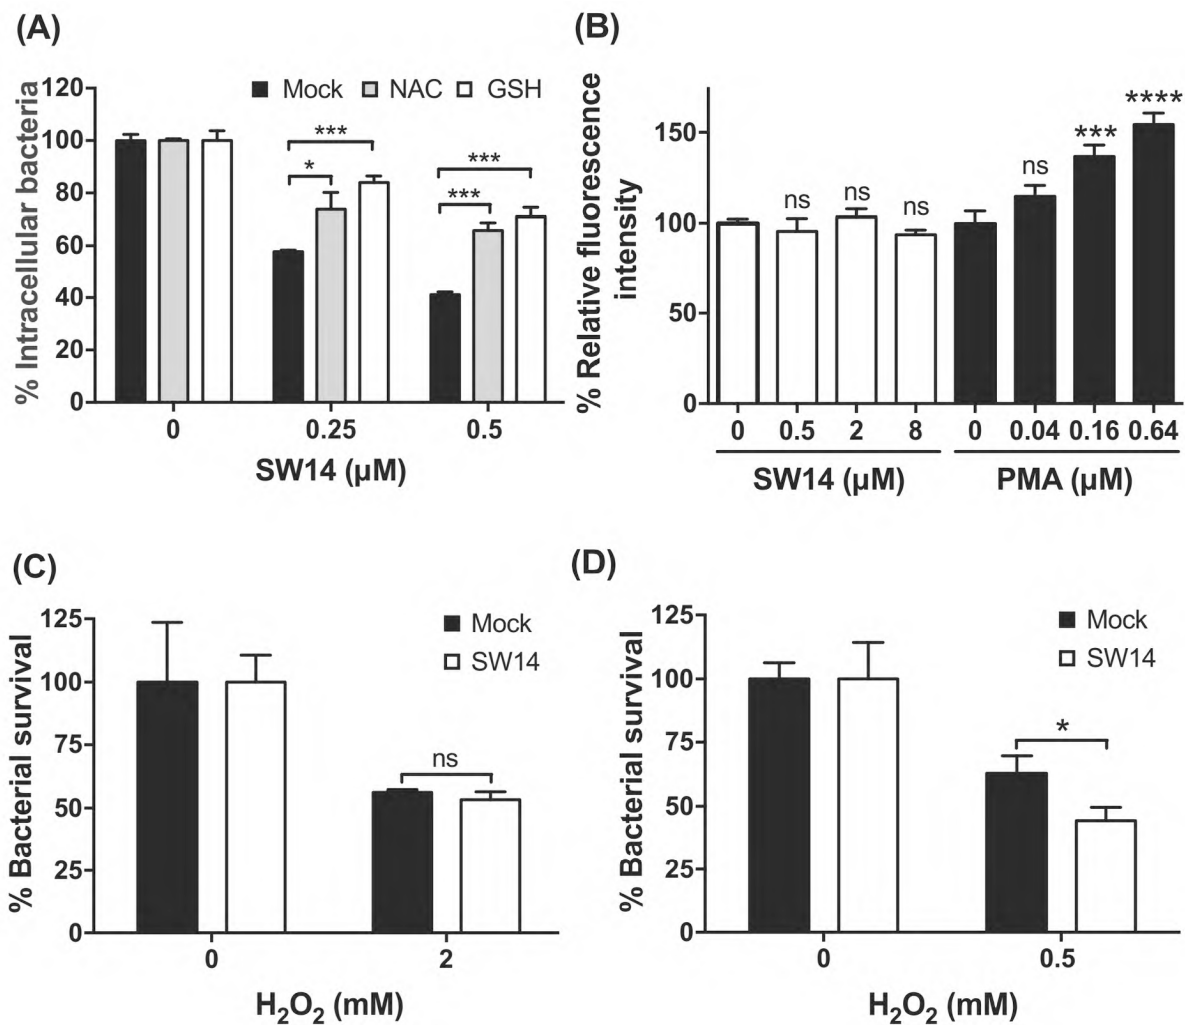 (A)
% Intracellular bacteria
120
100
80
60
40
20
0
Mock NAC GSH
***
*
***
***
0 0.25 0.5
SW14 (µM)
(B)
% Relative fluorescence
intensity
150
100
50
0
ns ns ns ns *** ****
0 0.5 2 8 0 0.04 0.16 0.64
SW14 (µM) PMA (µM)
(C)
% Bacterial survival
125
100
75
50
25
0
Mock
SW14
ns
0 2
H₂O₂ (mM)
(D)
% Bacterial survival
125
100
75
50
25
0
Mock
SW14
*
0 0.5
H₂O₂ (mM)